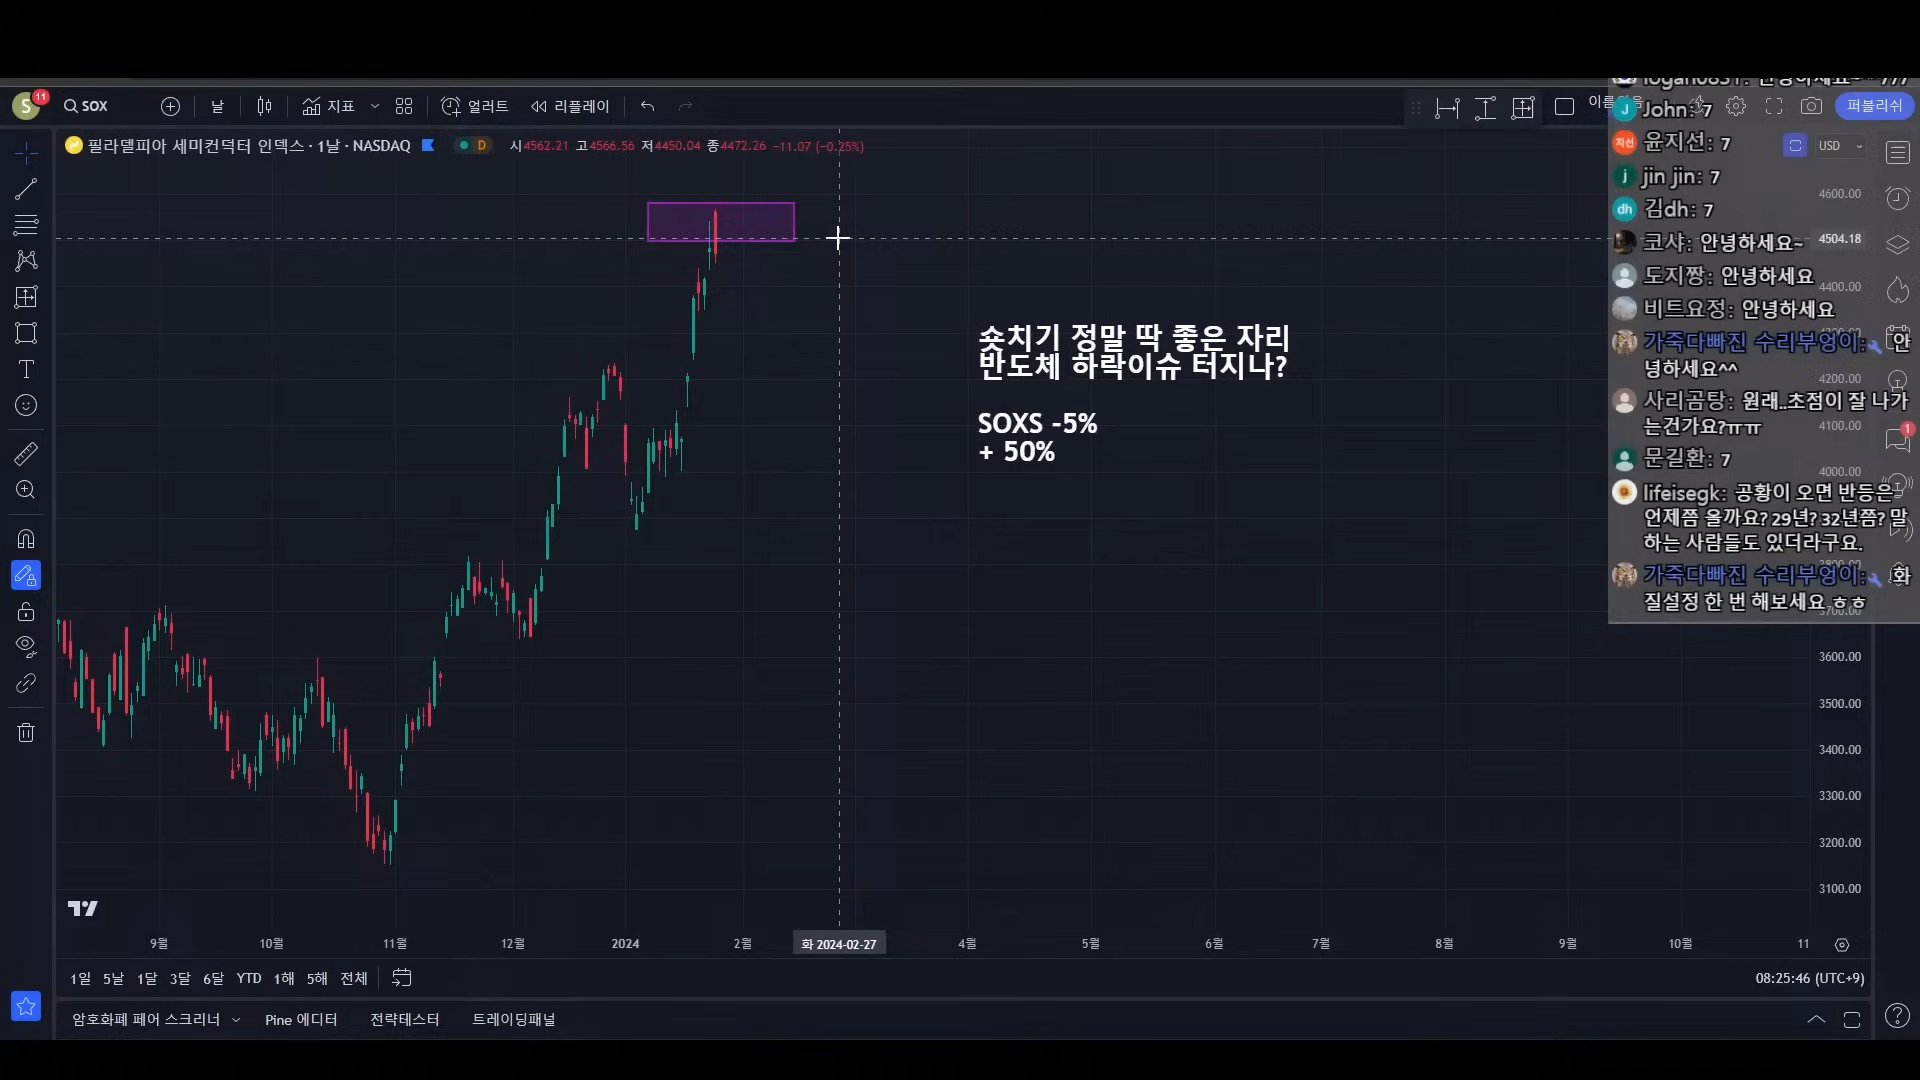 S
11
SOX
날
지표
얼러트
리플레이
퍼블리쉬
필라델피아 세미컨덕터 인덱스 · 1날 · NASDAQ
D
시4562.21 고4566.56 저4450.04 종4472.26 −11.07 (−0.25%)
USD
J
John: 7
지선
윤지선: 7
j
jin jin: 7
dh
김dh: 7
코샤: 안녕하세요~
도지짱: 안녕하세요
비트요정: 안녕하세요
가죽다빠진 수리부엉이: 안
녕하세요^^
사리곰탕: 원래..초점이 잘 나가
는건가요?ㅠㅠ
문길환: 7
lifeisegk: 공황이 오면 반등은
언제쯤 올까요? 29년? 32년쯤? 말
하는 사람들도 있더라구요.
가죽다빠진 수리부엉이: 화
질설정 한 번 해보세요 ㅎㅎ
1
숏치기 정말 딱 좋은 자리
반도체 하락이슈 터지나?
SOXS -5%
+ 50%
4600.00
4504.18
4400.00
4200.00
4100.00
4000.00
3700.00
3600.00
3500.00
3400.00
3300.00
3200.00
3100.00
9월 10월 11월 12월 2024 2월 화 2024-02-27 4월 5월 6월 7월 8월 9월 10월 11
1일 5날 1달 3달 6달 YTD 1해 5해 전체
08:25:46 (UTC+9)
암호화폐 페어 스크리너 Pine 에디터 전략테스터 트레이딩패널